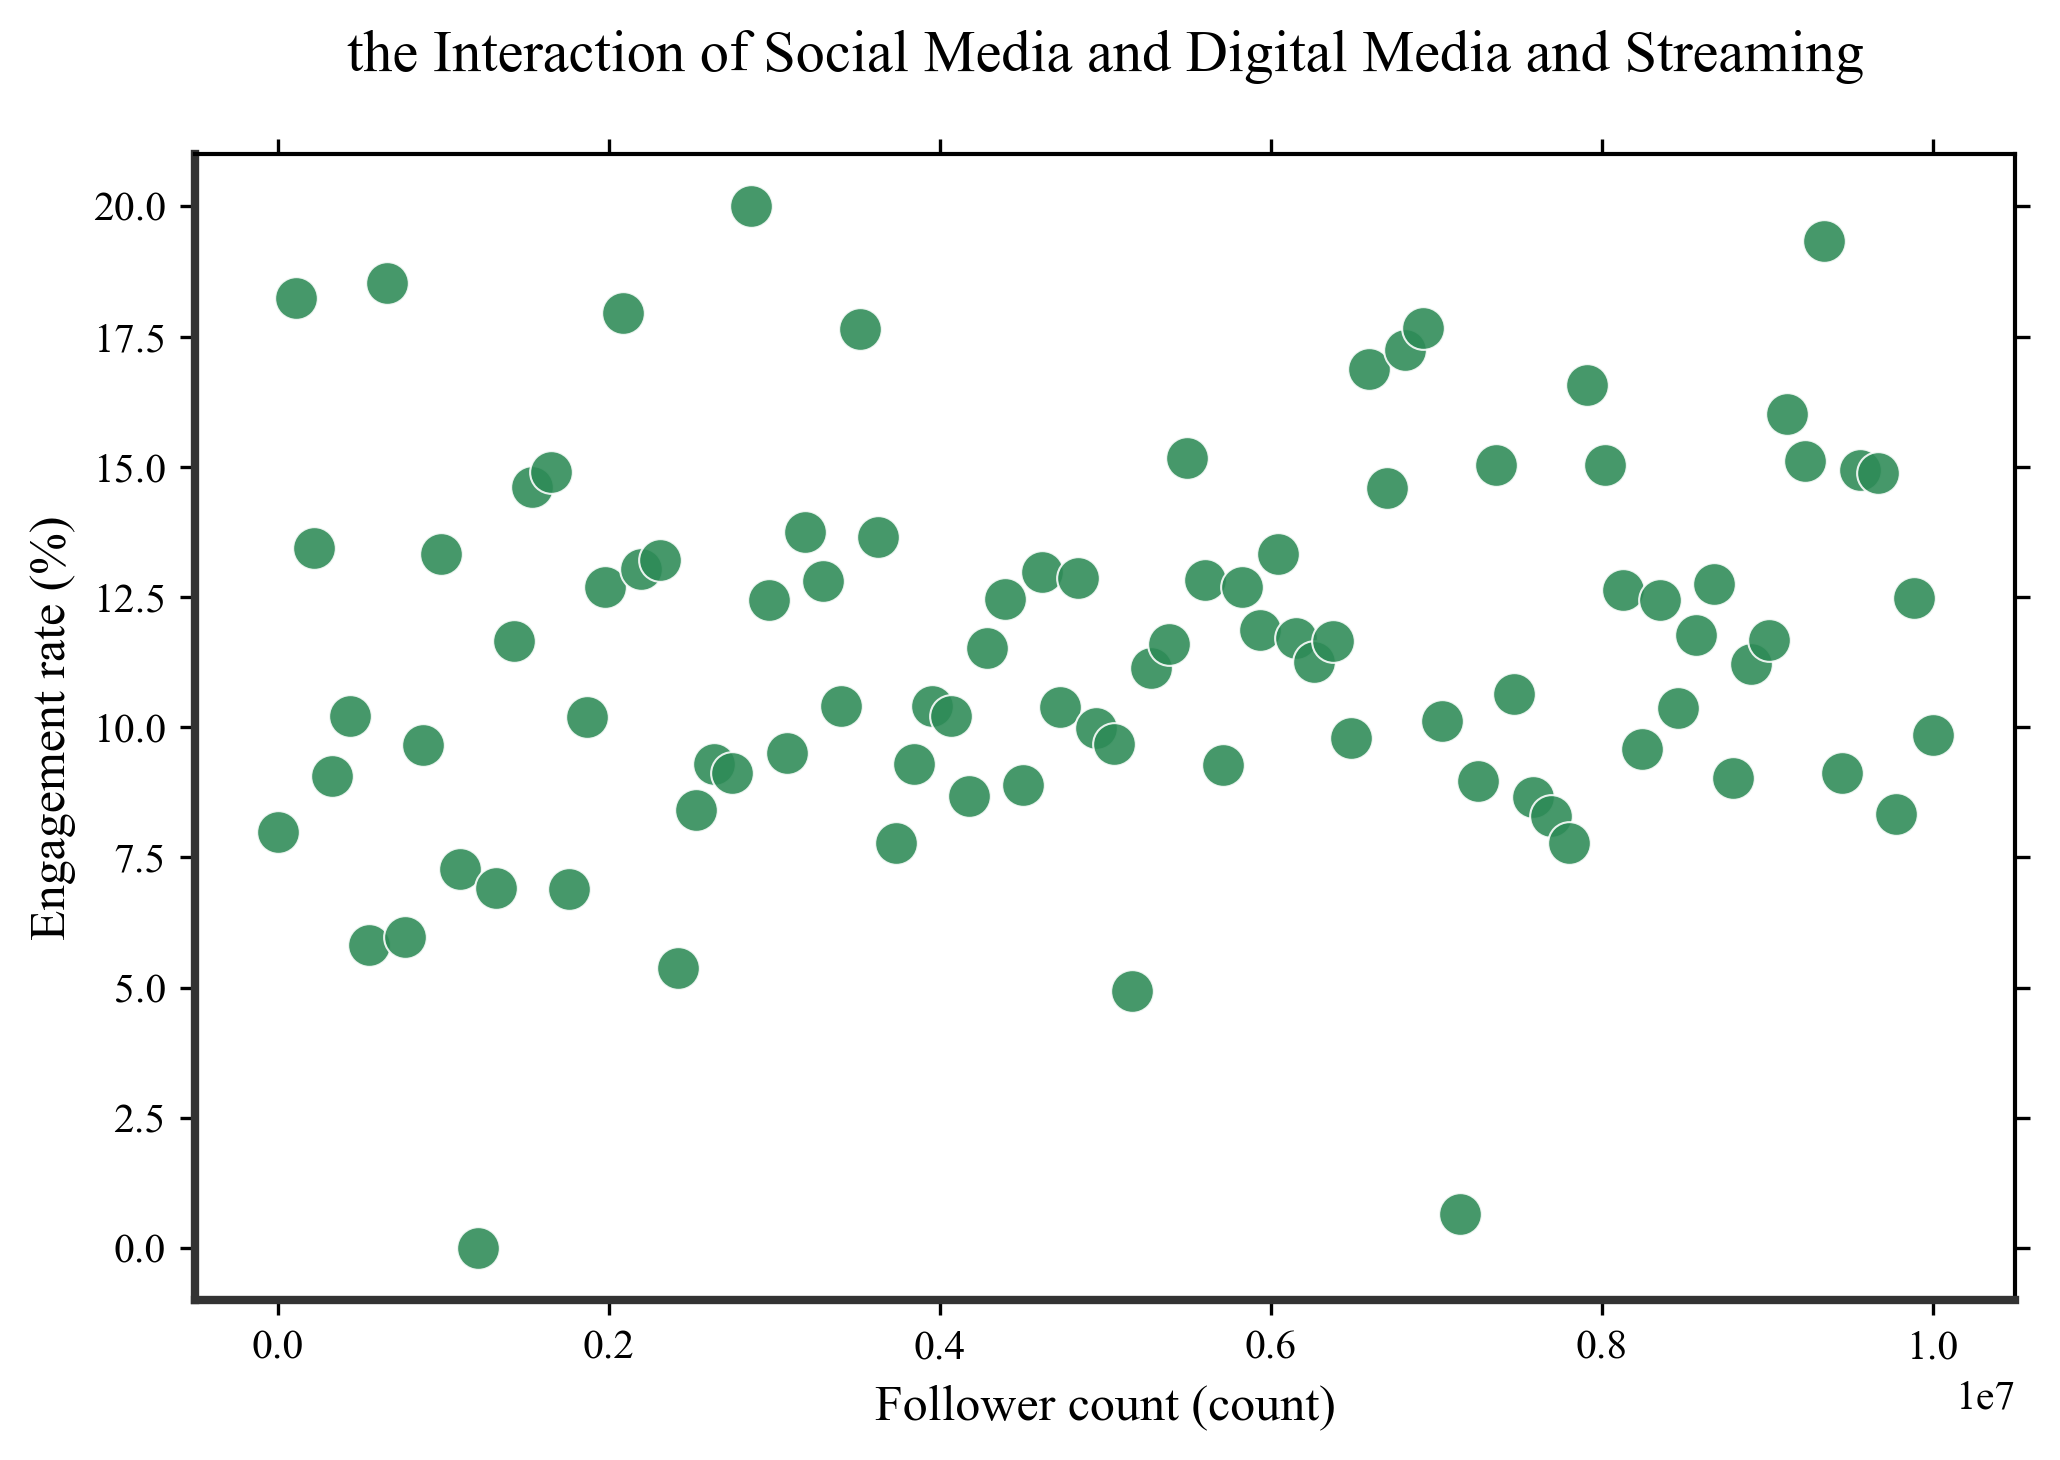 the Interaction of Social Media and Digital Media and Streaming
Engagement rate (%)
20.0
17.5
15.0
12.5
10.0
7.5
5.0
2.5
0.0
0.0 0.2 0.4 0.6 0.8 1.0
1e7
Follower count (count)